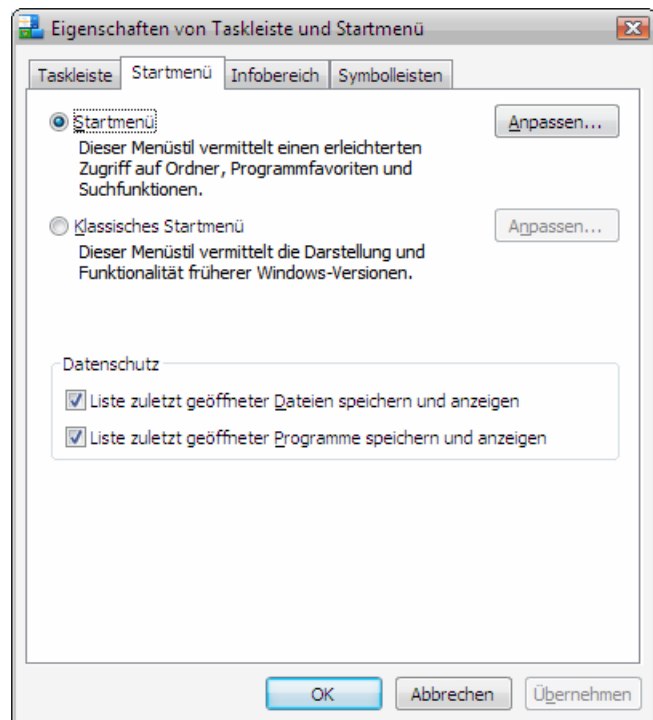 Eigenschaften von Taskleiste und Startmenü
Taskleiste Startmenü Infobereich Symbolleisten
Startmenü Anpassen...
Dieser Menüstil vermittelt einen erleichterten
Zugriff auf Ordner, Programmfavoriten und
Suchfunktionen.
Klassisches Startmenü Anpassen...
Dieser Menüstil vermittelt die Darstellung und
Funktionalität früherer Windows-Versionen.
Datenschutz
Liste zuletzt geöffneter Dateien speichern und anzeigen
Liste zuletzt geöffneter Programme speichern und anzeigen
OK Abbrechen Übernehmen